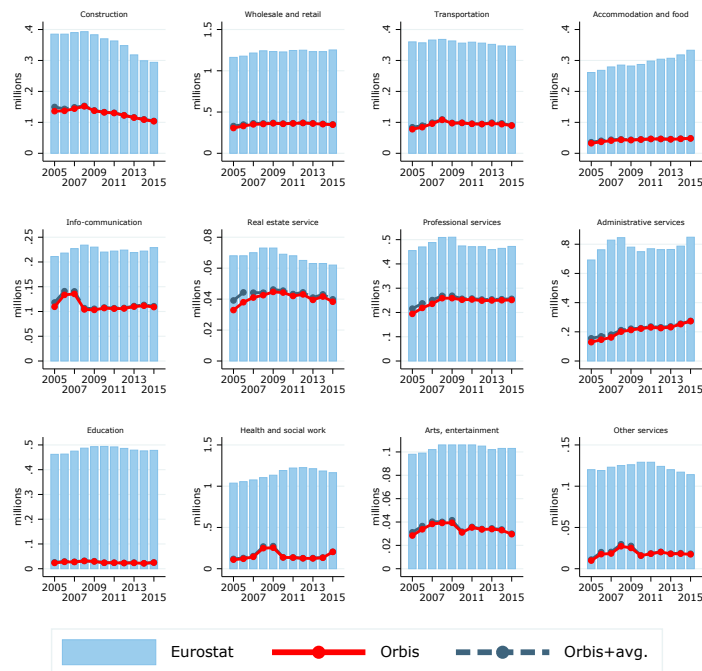 Construction
Wholesale and retail
Transportation
Accommodation and food
millions
0 .1 .2 .3 .4
2005 2007 2009 2011 2013 2015
millions
0 .5 1 1.5
2005 2007 2009 2011 2013 2015
millions
0 .1 .2 .3 .4
2005 2007 2009 2011 2013 2015
millions
0 .1 .2 .3 .4
2005 2007 2009 2011 2013 2015
Info-communication
Real estate service
Professional services
Administrative services
millions
0 .05 .1 .15 .2 .25
2005 2007 2009 2011 2013 2015
millions
0 .02 .04 .06 .08
2005 2007 2009 2011 2013 2015
millions
0 .1 .2 .3 .4 .5
2005 2007 2009 2011 2013 2015
millions
0 .2 .4 .6 .8
2005 2007 2009 2011 2013 2015
Education
Health and social work
Arts, entertainment
Other services
millions
0 .1 .2 .3 .4 .5
2005 2007 2009 2011 2013 2015
millions
0 .5 1 1.5
2005 2007 2009 2011 2013 2015
millions
0 .02 .04 .06 .08 .1
2005 2007 2009 2011 2013 2015
millions
0 .05 .1 .15
2005 2007 2009 2011 2013 2015
Eurostat
Orbis
Orbis+avg.